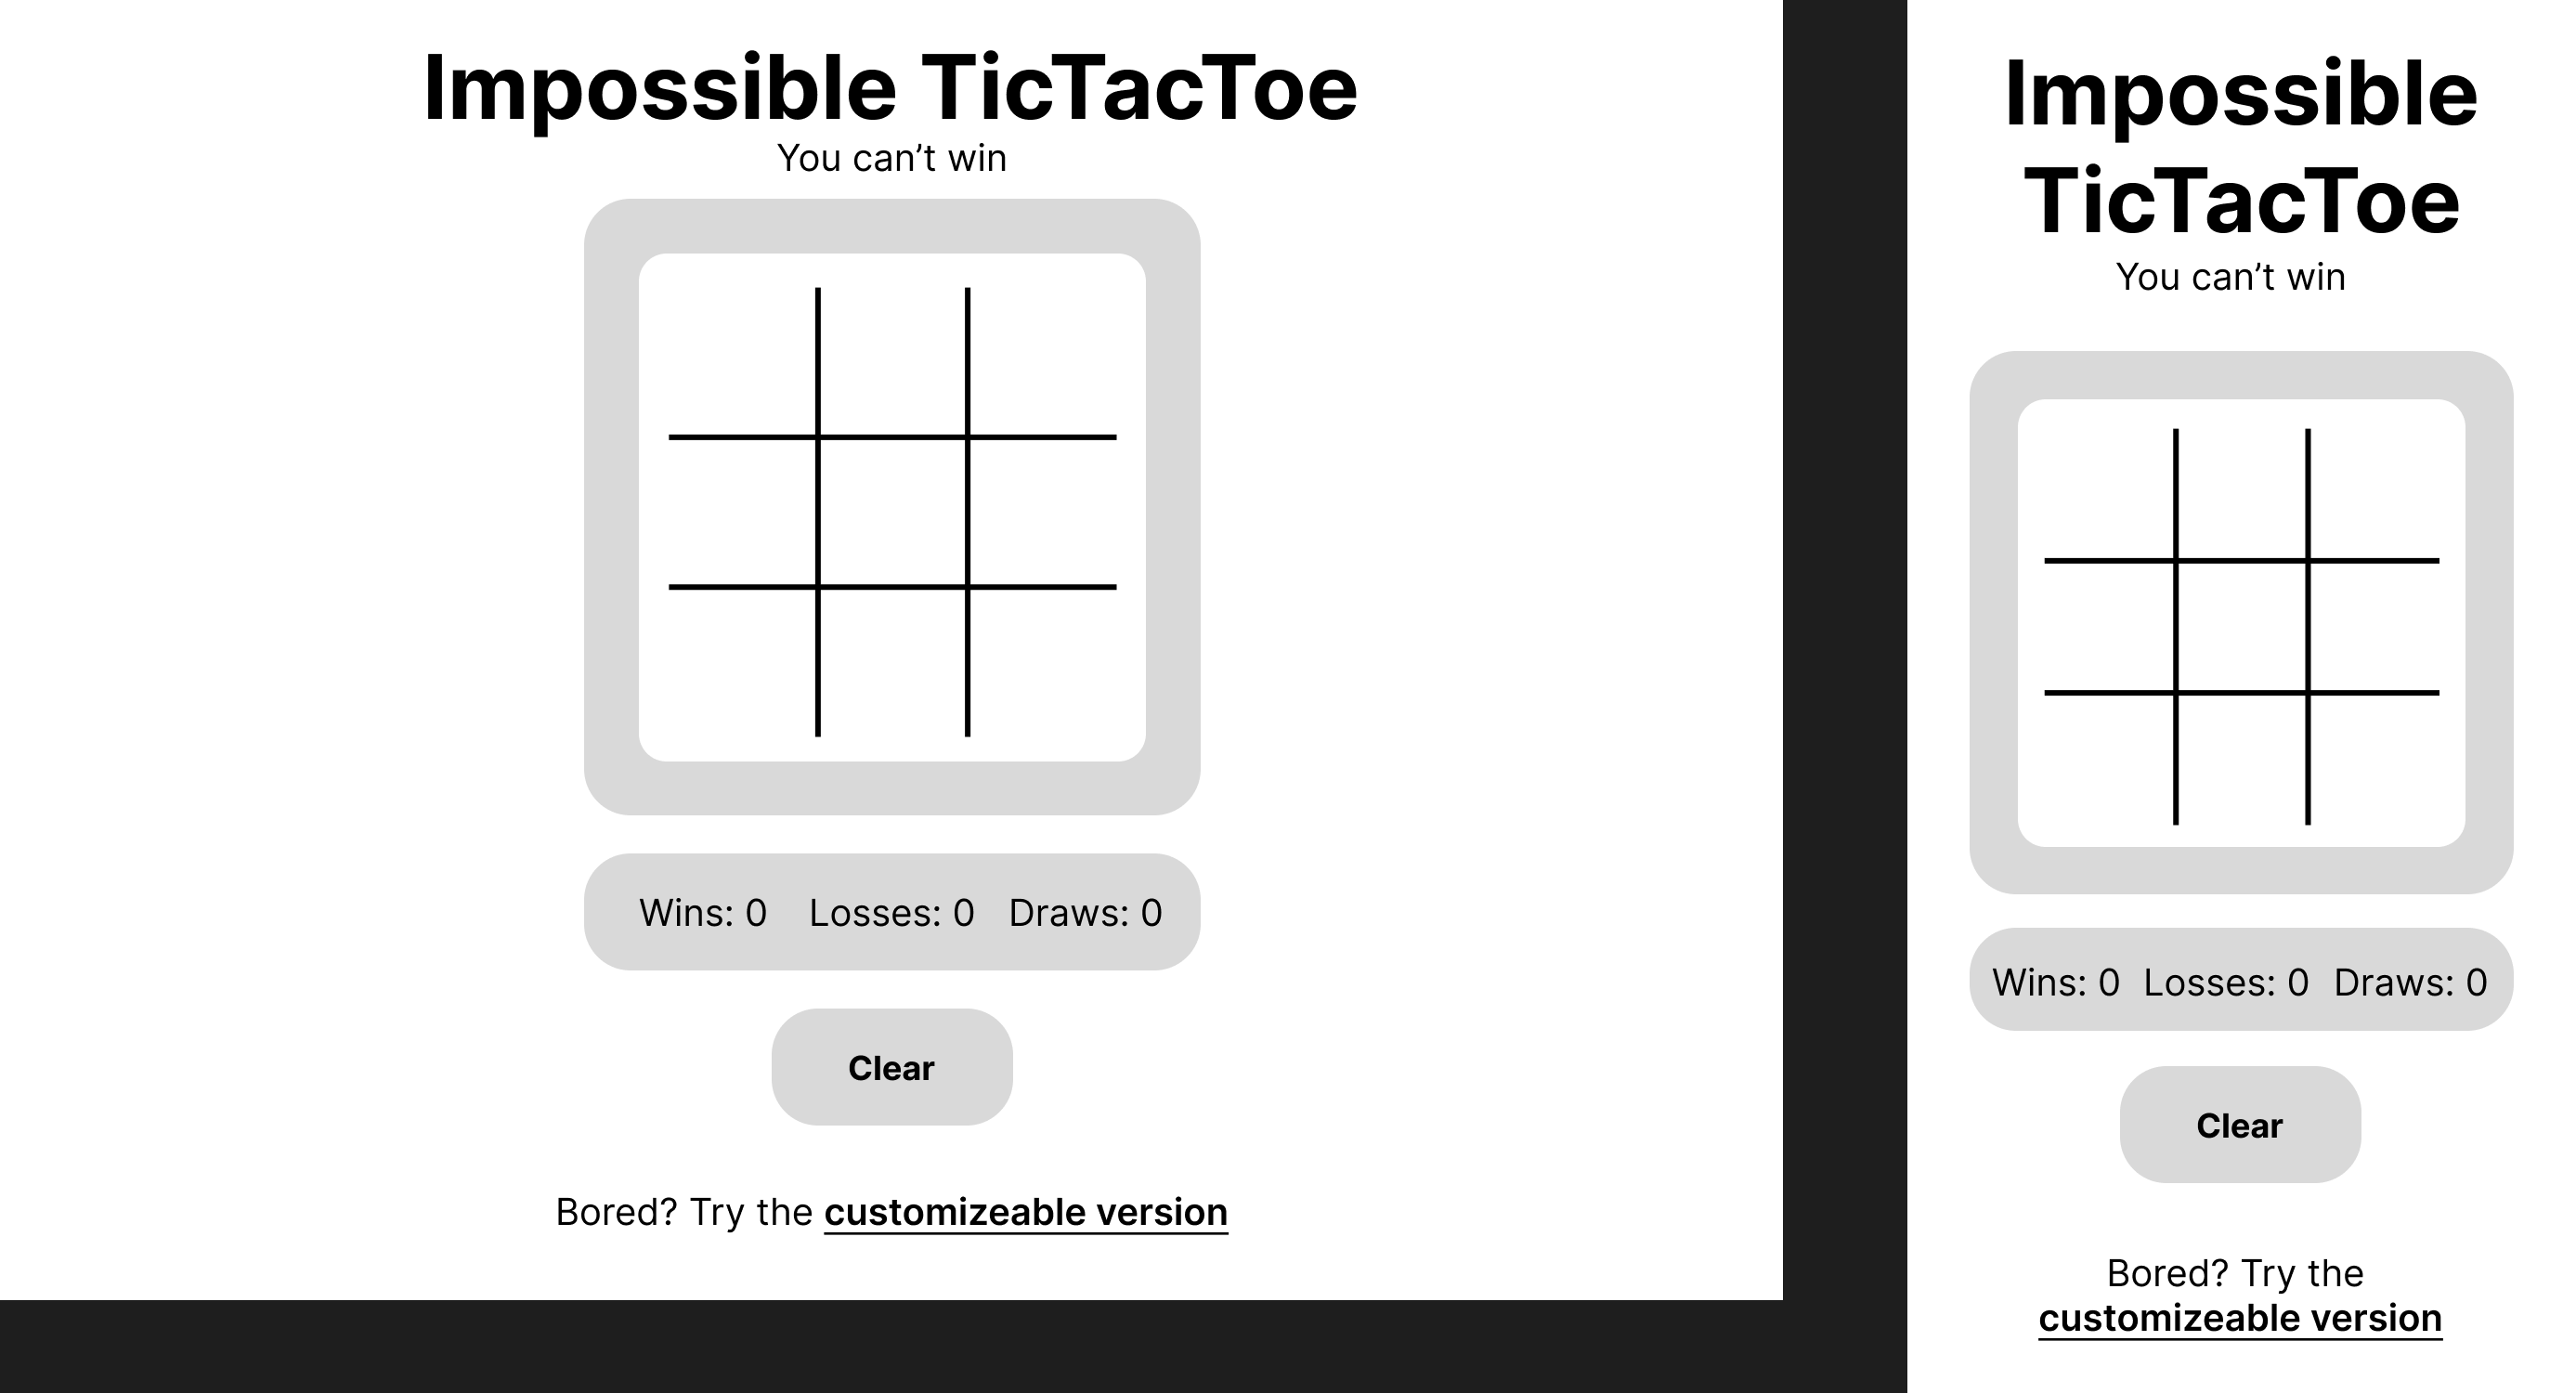 Impossible TicTacToe
You can’t win
Wins: 0 Losses: 0 Draws: 0
Clear
Bored? Try the customizeable version
Impossible
TicTacToe
You can’t win
Wins: 0 Losses: 0 Draws: 0
Clear
Bored? Try the
customizeable version